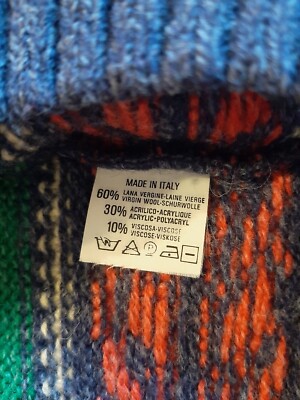 MADE IN ITALY
60% LANA VERGINE-LAINE VIERGE
VIRGIN WOOL-SCHURWOLLE
30% ACRILICO-ACRYLIQUE
ACRYLIC-POLYACRYL
10% VISCOSA-VISCOSE
VISCOSE-VISKOSE